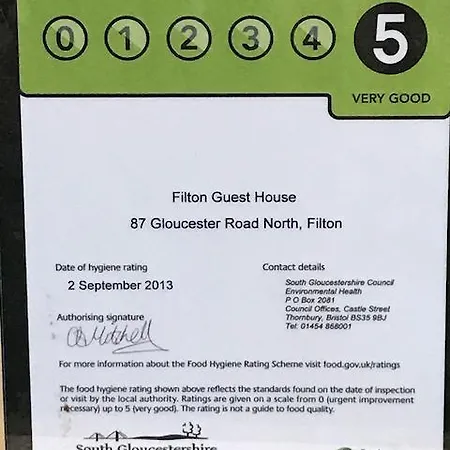 0 1 2 3 4 5
VERY GOOD
Filton Guest House
87 Gloucester Road North, Filton
Date of hygiene rating
2 September 2013
Contact details
South Gloucestershire Council
Environmental Health
P O Box 2081
Council Offices, Castle Street
Thornbury, Bristol BS35 9BJ
Tel: 01454 868001
Authorising signature
For more information about the Food Hygiene Rating Scheme visit food.gov.uk/ratings
The food hygiene rating shown above reflects the standards found on the date of inspection
or visit by the local authority. Ratings are given on a scale from 0 (urgent improvement
necessary) up to 5 (very good). The rating is not a guide to food quality.
South Gloucestershire